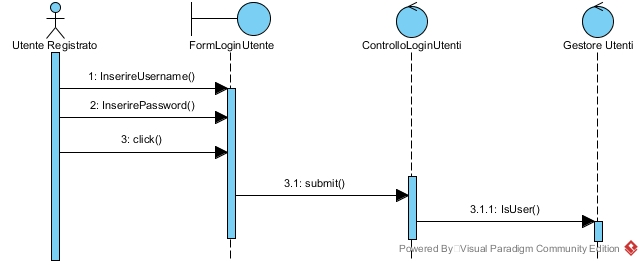 Utente Registrato
FormLoginUtente
ControlloLoginUtenti
Gestore Utenti
1: InserireUsername()
2: InserirePassword()
3: click()
3.1: submit()
3.1.1: IsUser()
Powered By Visual Paradigm Community Edition